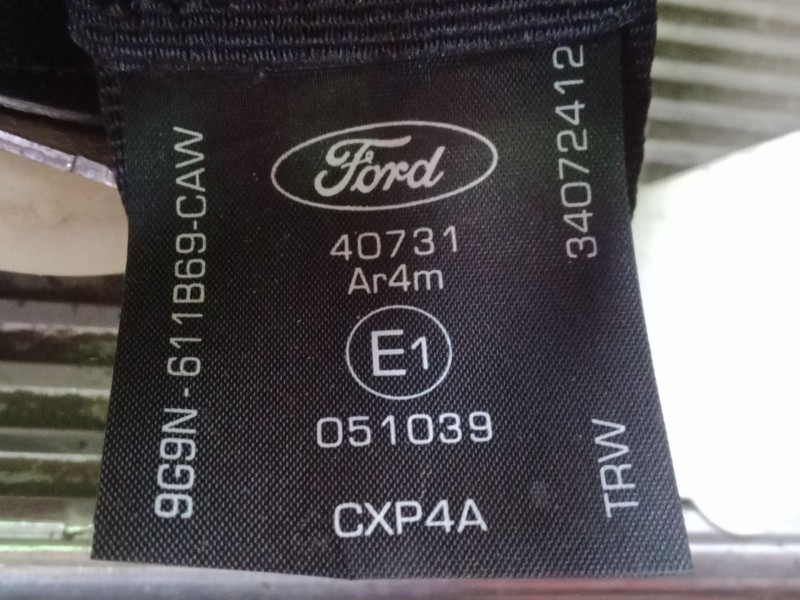 Ford
40731
Ar4m
E1
051039
CXP4A
9G9N-611B69-CAW
34072412
TRW